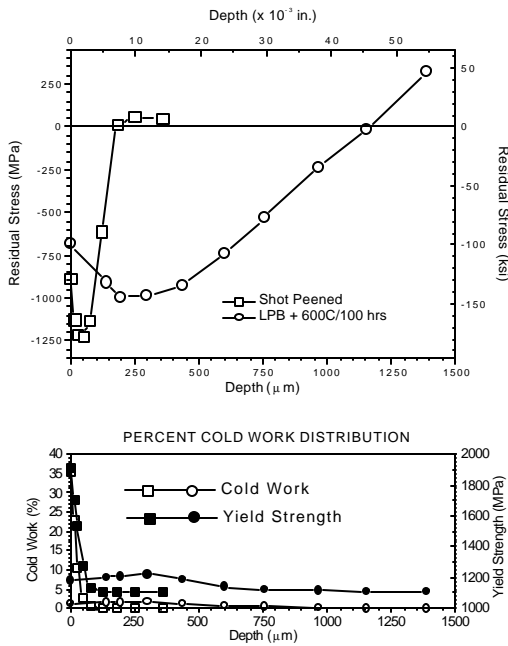 Depth (x 10⁻³ in.)
0 10 20 30 40 50
250
0
-250
-500
-750
-1000
-1250
Residual Stress (MPa)
50
0
-50
-100
-150
Residual Stress (ksi)
Shot Peened
LPB + 600C/100 hrs
0 250 500 750 1000 1250 1500
Depth (μm)
PERCENT COLD WORK DISTRIBUTION
40
35
30
25
20
15
10
5
0
Cold Work (%)
Cold Work
Yield Strength
2000
1800
1600
1400
1200
1000
Yield Strength (MPa)
0 250 500 750 1000 1250 1500
Depth (μm)